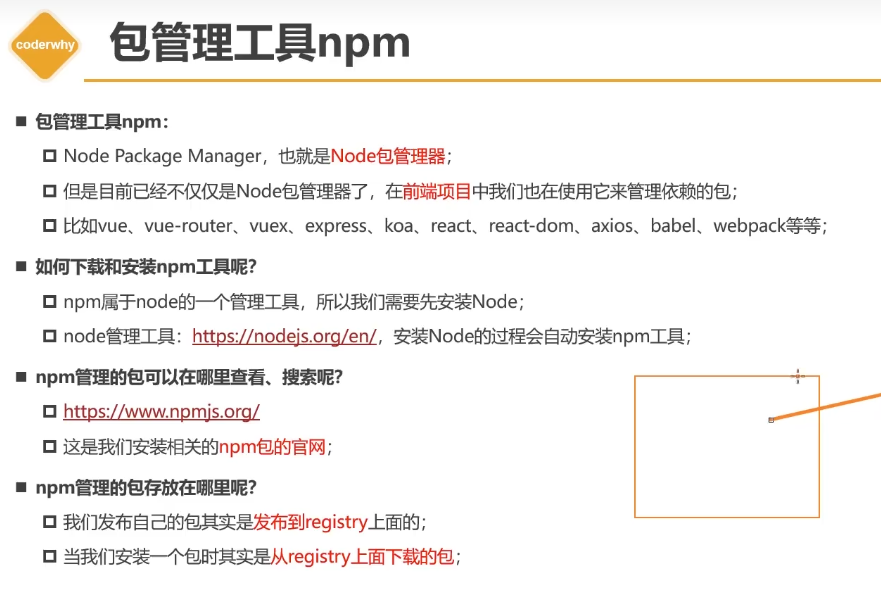 coderwhy
包管理工具npm
包管理工具npm：
Node Package Manager，也就是Node包管理器；
但是目前已经不仅仅是Node包管理器了，在前端项目中我们也在使用它来管理依赖的包；
比如vue、vue-router、vuex、express、koa、react、react-dom、axios、babel、webpack等等；
如何下载和安装npm工具呢？
npm属于node的一个管理工具，所以我们需要先安装Node；
node管理工具：https://nodejs.org/en/，安装Node的过程会自动安装npm工具；
npm管理的包可以在哪里查看、搜索呢？
https://www.npmjs.org/
这是我们安装相关的npm包的官网；
npm管理的包存放在哪里呢？
我们发布自己的包其实是发布到registry上面的；
当我们安装一个包时其实是从registry上面下载的包；